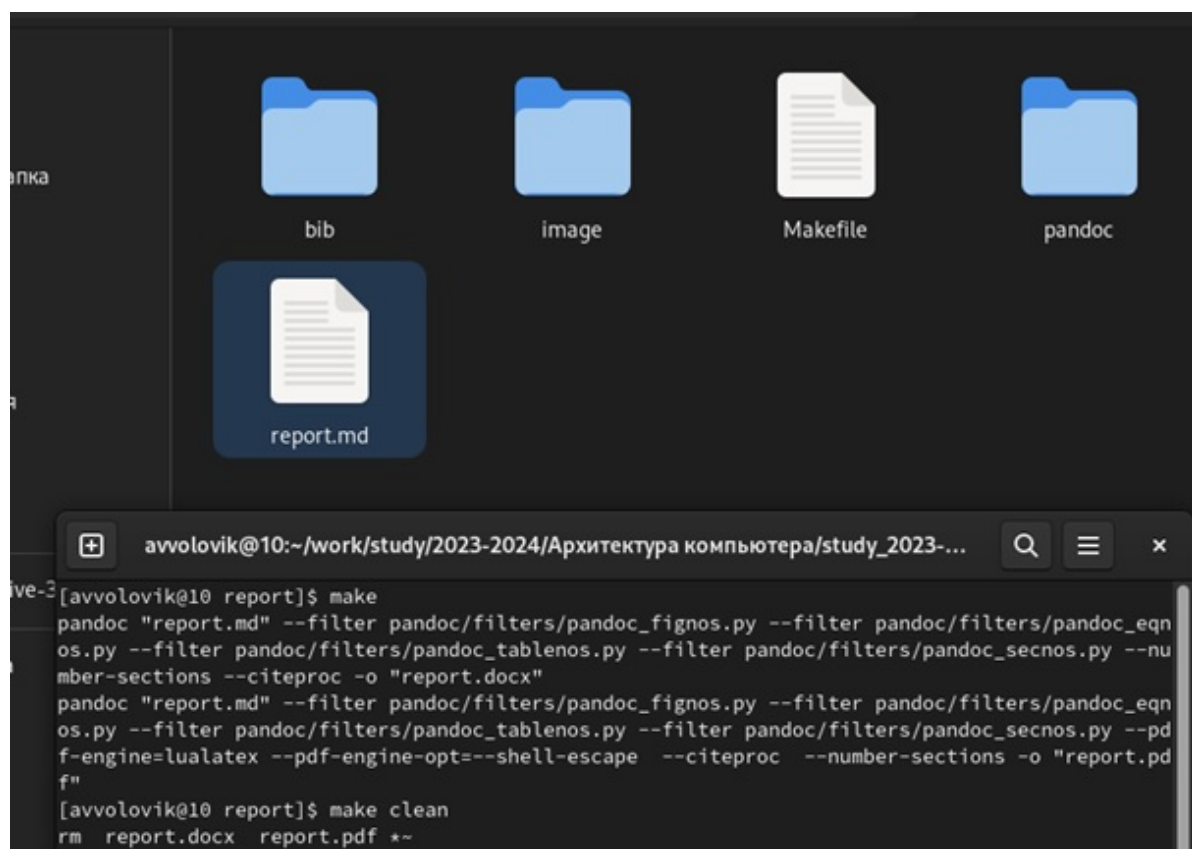 апка
bib
image
Makefile
pandoc
я
report.md
avvolovik@10:~/work/study/2023-2024/Архитектура компьютера/study_2023-...
ive-3
[avvolovik@10 report]$ make
pandoc "report.md" --filter pandoc/filters/pandoc_fignos.py --filter pandoc/filters/pandoc_eqn
os.py --filter pandoc/filters/pandoc_tablenos.py --filter pandoc/filters/pandoc_secnos.py --nu
mber-sections --citeproc -o "report.docx"
pandoc "report.md" --filter pandoc/filters/pandoc_fignos.py --filter pandoc/filters/pandoc_eqn
os.py --filter pandoc/filters/pandoc_tablenos.py --filter pandoc/filters/pandoc_secnos.py --pd
f-engine=lualatex --pdf-engine-opt=--shell-escape  --citeproc  --number-sections -o "report.pd
f"
[avvolovik@10 report]$ make clean
rm  report.docx  report.pdf *~